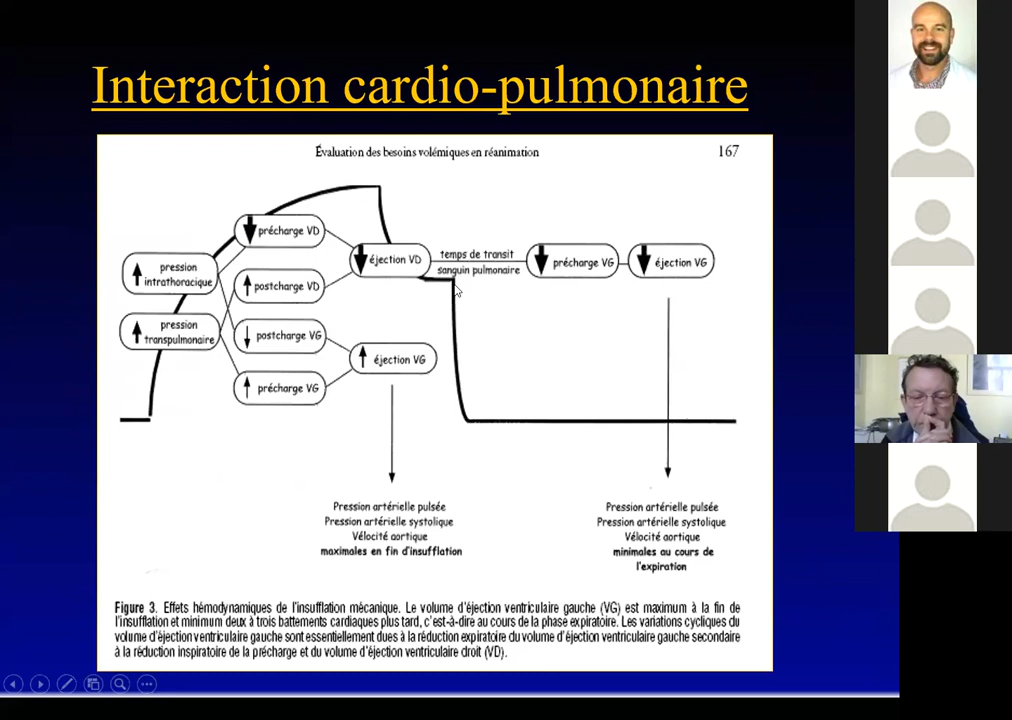 Interaction cardio-pulmonaire
Évaluation des besoins volémiques en réanimation
167
pression
intrathoracique
pression
transpulmonaire
précharge VD
postcharge VD
postcharge VG
précharge VG
éjection VD
éjection VG
temps de transit
sanguin pulmonaire
précharge VG
éjection VG
Pression artérielle pulsée
Pression artérielle systolique
Vélocité aortique
maximales en fin d'insufflation
Pression artérielle pulsée
Pression artérielle systolique
Vélocité aortique
minimales au cours de
l'expiration
Figure 3. Effets hémodynamiques de l'insufflation mécanique. Le volume d'éjection ventriculaire gauche (VG) est maximum à la fin de
l'insufflation et minimum deux à trois battements cardiaques plus tard, c'est-à-dire au cours de la phase expiratoire. Les variations cycliques du
volume d'éjection ventriculaire gauche sont essentiellement dues à la réduction expiratoire du volume d'éjection ventriculaire gauche secondaire
à la réduction inspiratoire de la précharge et du volume d'éjection ventriculaire droit (VD).